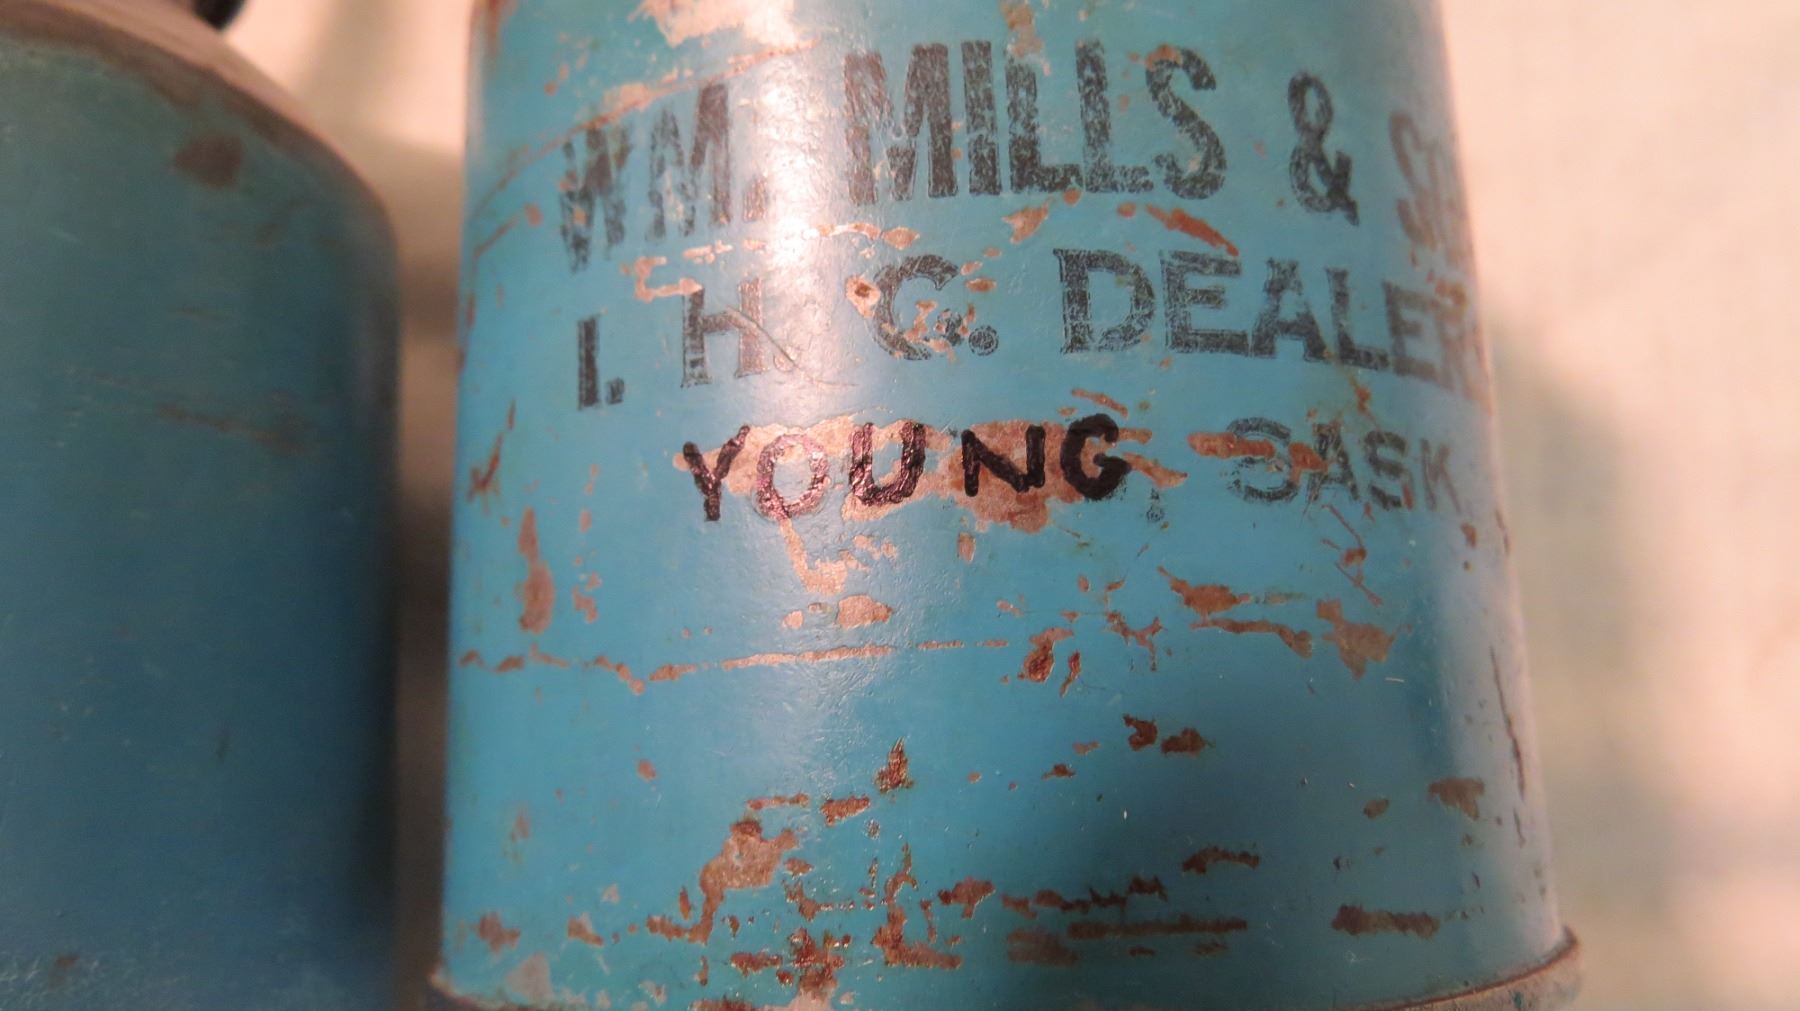 WM. MILLS &
I. H. C. DEALER
YOUNG, SASK